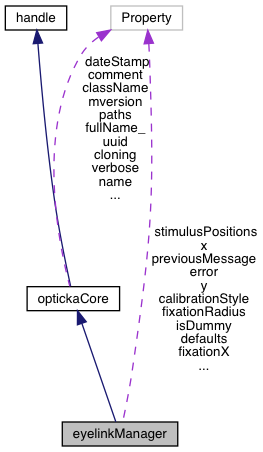 handle
Property
dateStamp
comment
className
mversion
paths
fullName_
uuid
cloning
verbose
name
...
stimulusPositions
x
previousMessage
error
y
calibrationStyle
fixationRadius
isDummy
defaults
fixationX
...
optickaCore
eyelinkManager